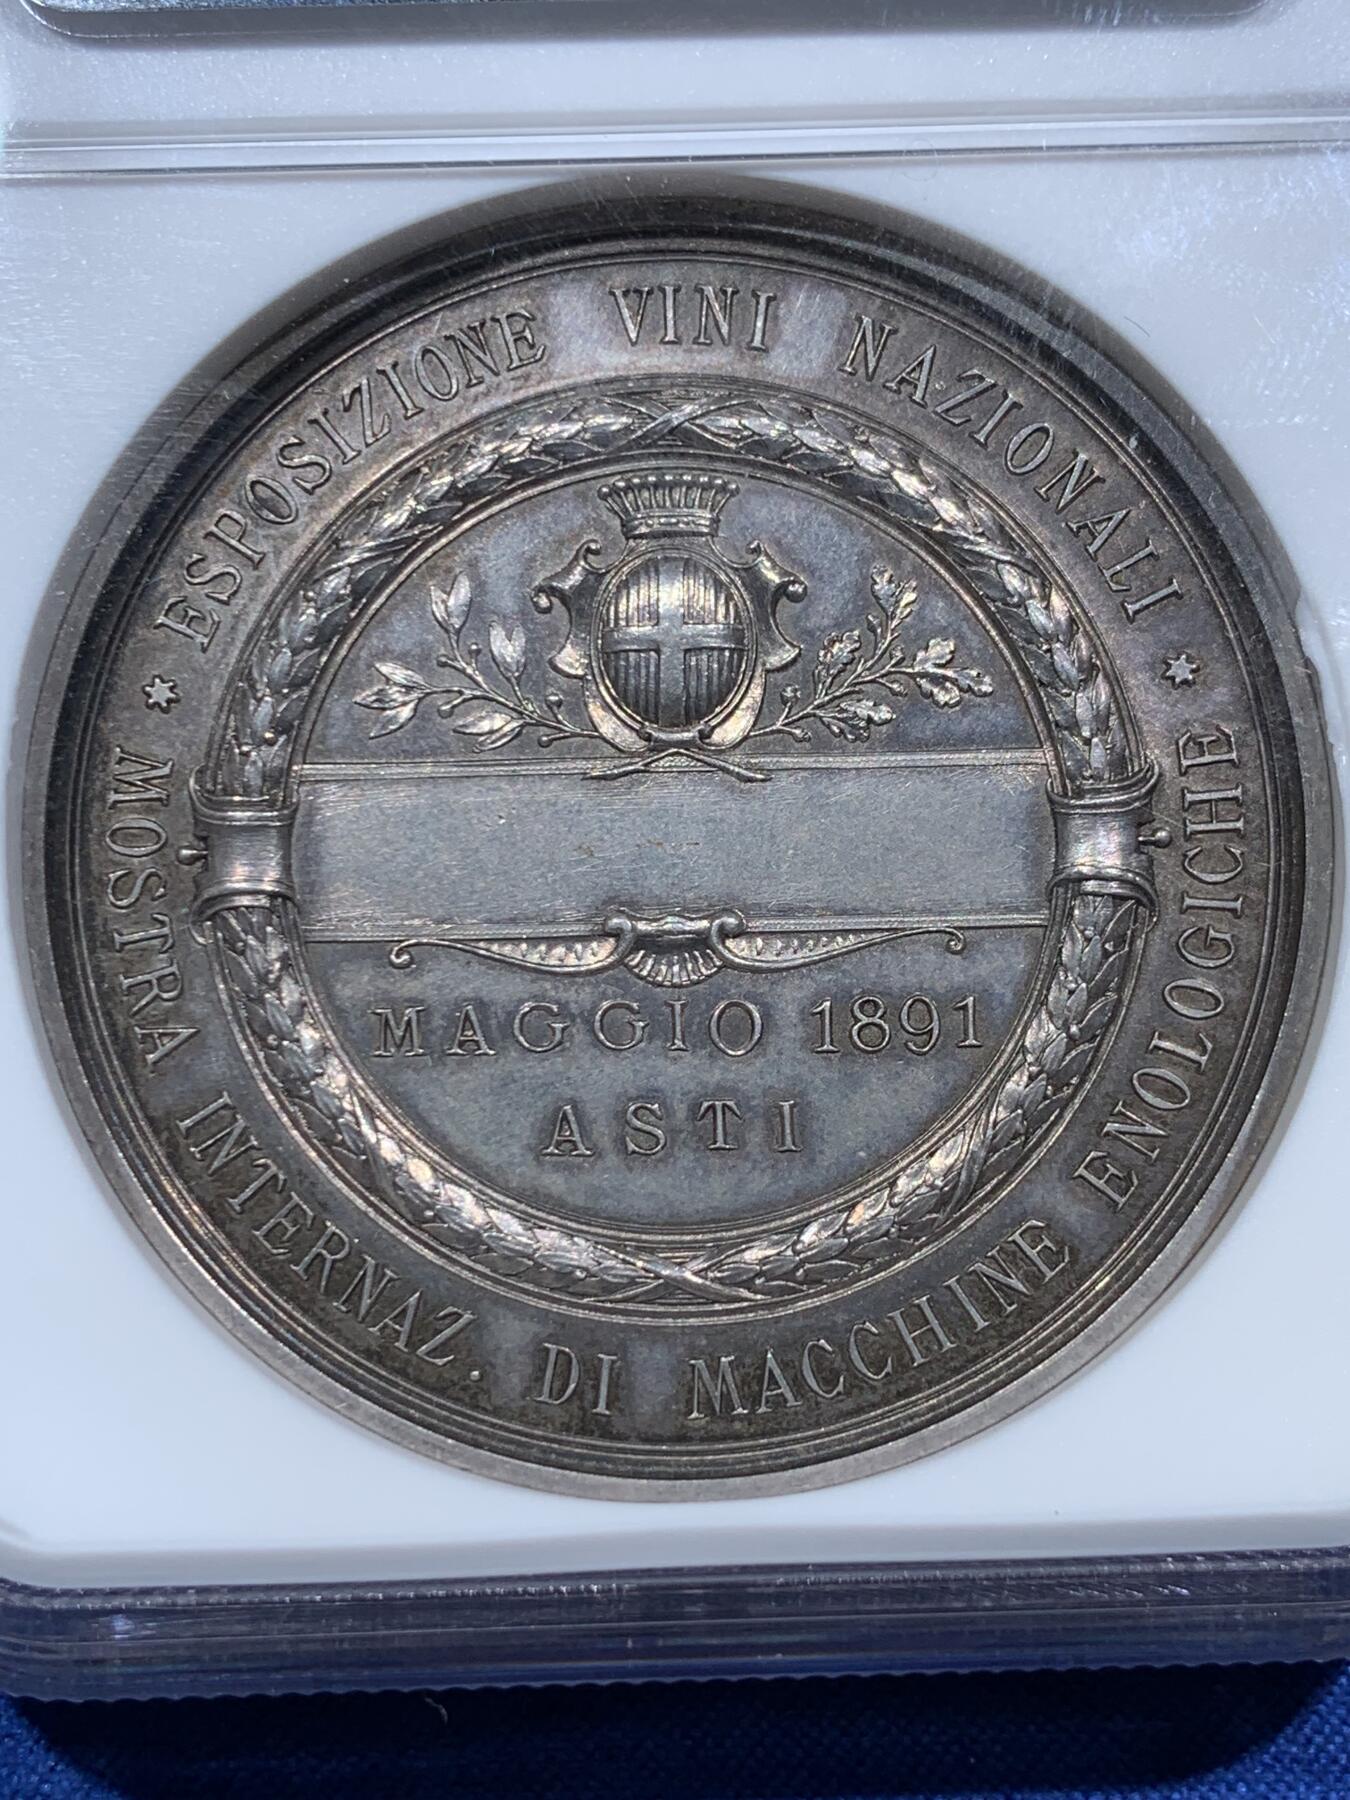 ESPOSIZIONE VINI NAZIONALI
MAGGIO 1891
ASTI
MOSTRA INTERNAZ. DI MACCHINE ENOLOGICHE